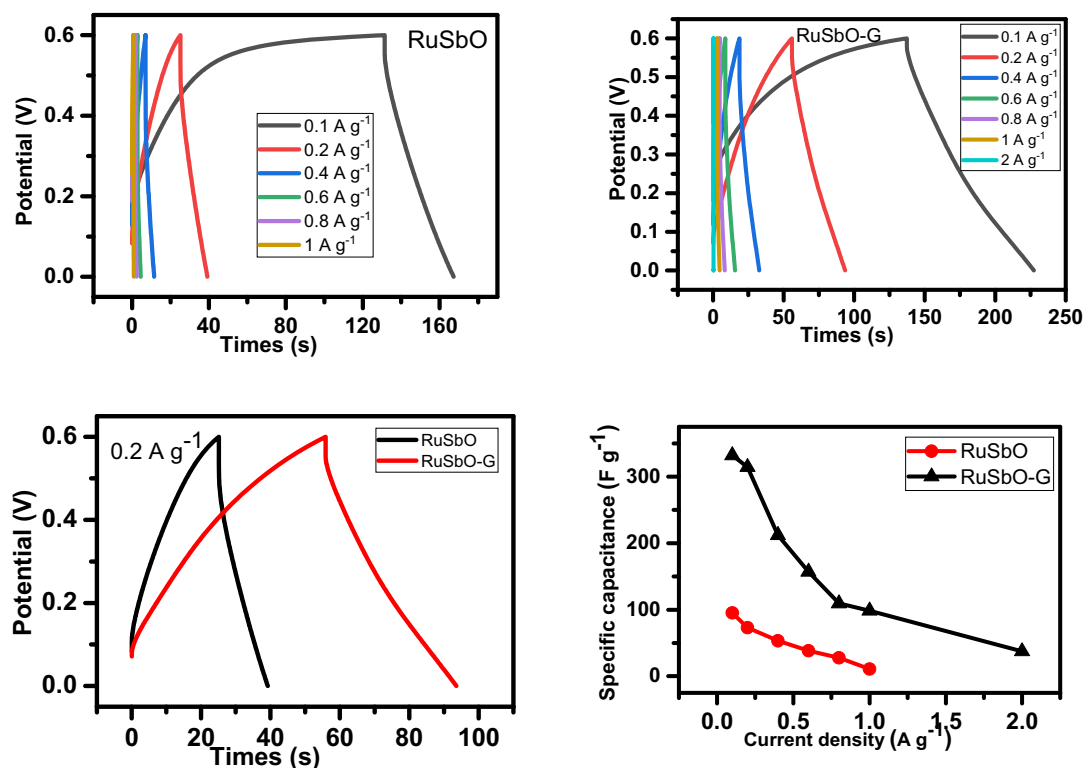 RuSbO
0.6
0.4
0.2
0.0
Potential (V)
0.1 A g⁻¹
0.2 A g⁻¹
0.4 A g⁻¹
0.6 A g⁻¹
0.8 A g⁻¹
1 A g⁻¹
0 40 80 120 160
Times (s)
RuSbO-G
0.6
0.5
0.4
0.3
0.2
0.1
0.0
Potential (V)
0.1 A g⁻¹
0.2 A g⁻¹
0.4 A g⁻¹
0.6 A g⁻¹
0.8 A g⁻¹
1 A g⁻¹
2 A g⁻¹
0 50 100 150 200 250
Times (s)
0.2 A g⁻¹
RuSbO
RuSbO-G
0.6
0.4
0.2
0.0
Potential (V)
0 20 40 60 80 100
Times (s)
RuSbO
RuSbO-G
300
200
100
0
Specific capacitance (F g⁻¹)
0.0 0.5 1.0 1.5 2.0
Current density (A g⁻¹)